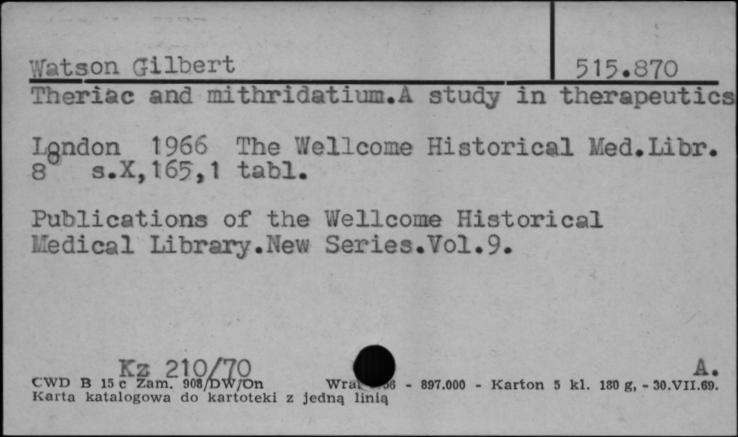 Watson Gilbert 515.870
Theriac and mithridatium.A study in therapeutics
London 1966 The Wellcome Historical Med.Libr.
8° s.X,165,1 tabl.
Publications of the Wellcome Historical
Medical Library.New Series.Vol.9.
Kz 210/70 A.
CWD B 15 c Zam. 908/DW/On - 897.000 - Karton 5 kl. 180 g, - 30.VII.69.
Karta katalogowa do kartoteki z jedną linią